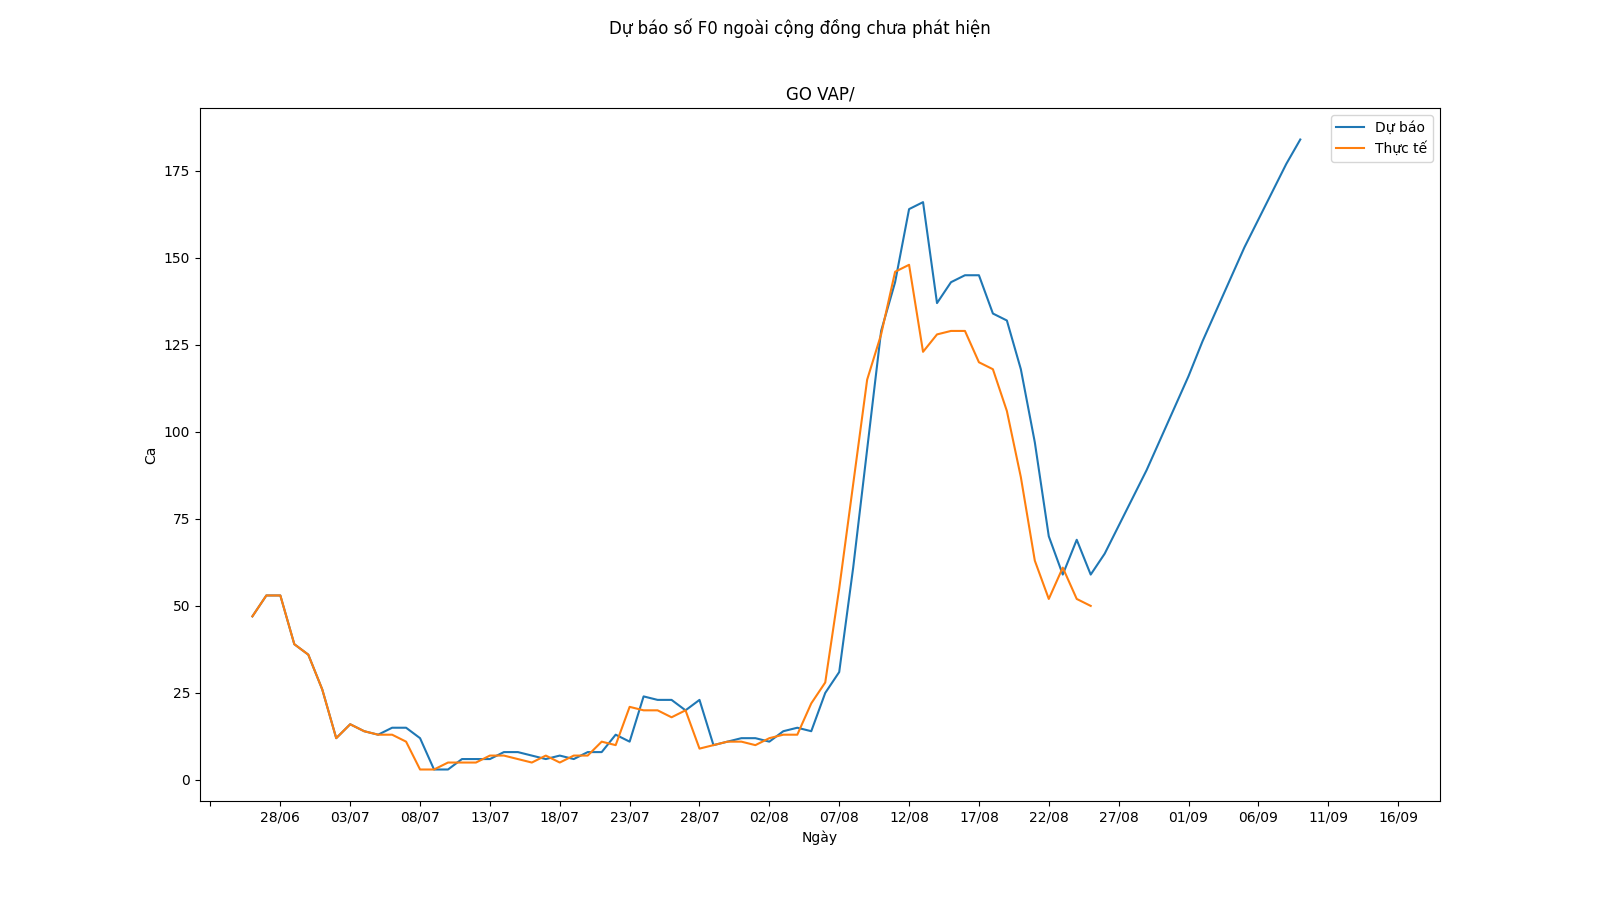 Dự báo số F0 ngoài cộng đồng chưa phát hiện
GO VAP/
Dự báo
Thực tế
175
150
125
100
75
50
25
0
Ca
28/06 03/07 08/07 13/07 18/07 23/07 28/07 02/08 07/08 12/08 17/08 22/08 27/08 01/09 06/09 11/09 16/09
Ngày